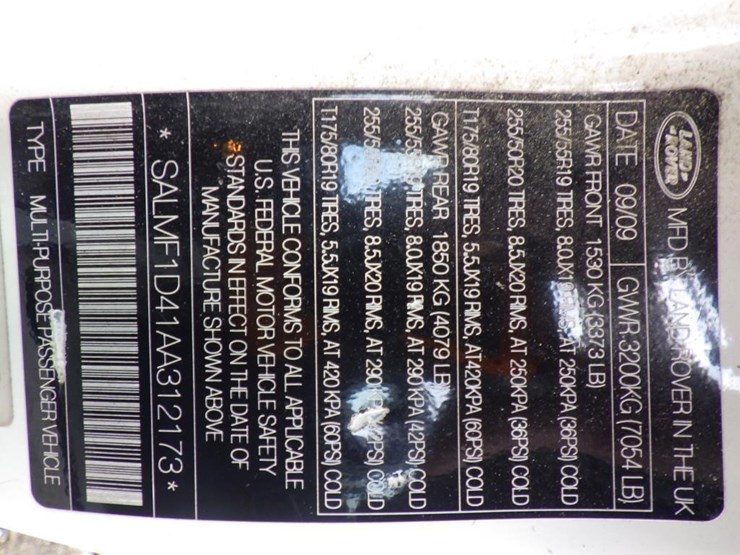 LAND ROVER MFD BY LAND ROVER IN THE UK
DATE 09/09 GWR-3200KG (7054 LB)
GAWR FRONT 1530 KG (3373 LB)
255/55R19 TIRES, 8.0JX19 AT 250KPA (36PSI) COLD
255/50R20 TIRES, 8.5JX20 RIMS, AT 250KPA (36PSI) COLD
T175/80R19 TIRES, 5.5JX19 RIMS, AT420KPA (60PSI) COLD
GAWR REAR 1850 KG (4079 LB)
TIRES, 8.0JX19 RIMS, AT 290KPA (42PSI) COLD
TIRES, 8.5JX20 RIMS, AT COLD
T175/80R19 TIRES, 5.5JX19 RIMS, AT 420 KPA (60PSI) COLD
THIS VEHICLE CONFORMS TO ALL APPLICABLE
U.S. FEDERAL MOTOR VEHICLE SAFETY
STANDARDS IN EFFECT ON THE DATE OF
MANUFACTURE SHOWN ABOVE
* SALMF1D41AA312173 *
TYPE MULTI-PURPOSE PASSENGER VEHICLE